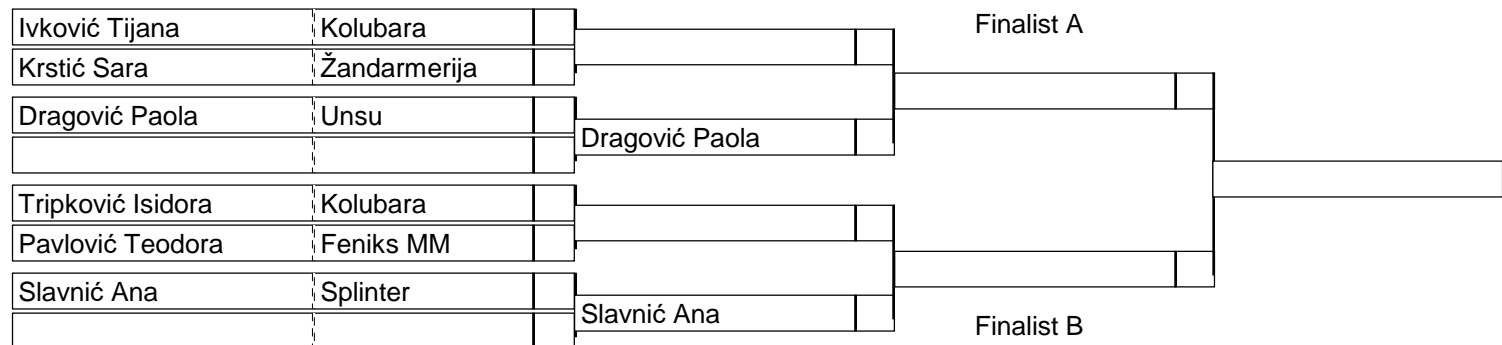 Ivković Tijana Kolubara Finalist A
Krstić Sara Žandarmerija
Dragović Paola Unsu
Dragović Paola
Tripković Isidora Kolubara
Pavlović Teodora Feniks MM
Slavnić Ana Splinter
Slavnić Ana
Finalist B